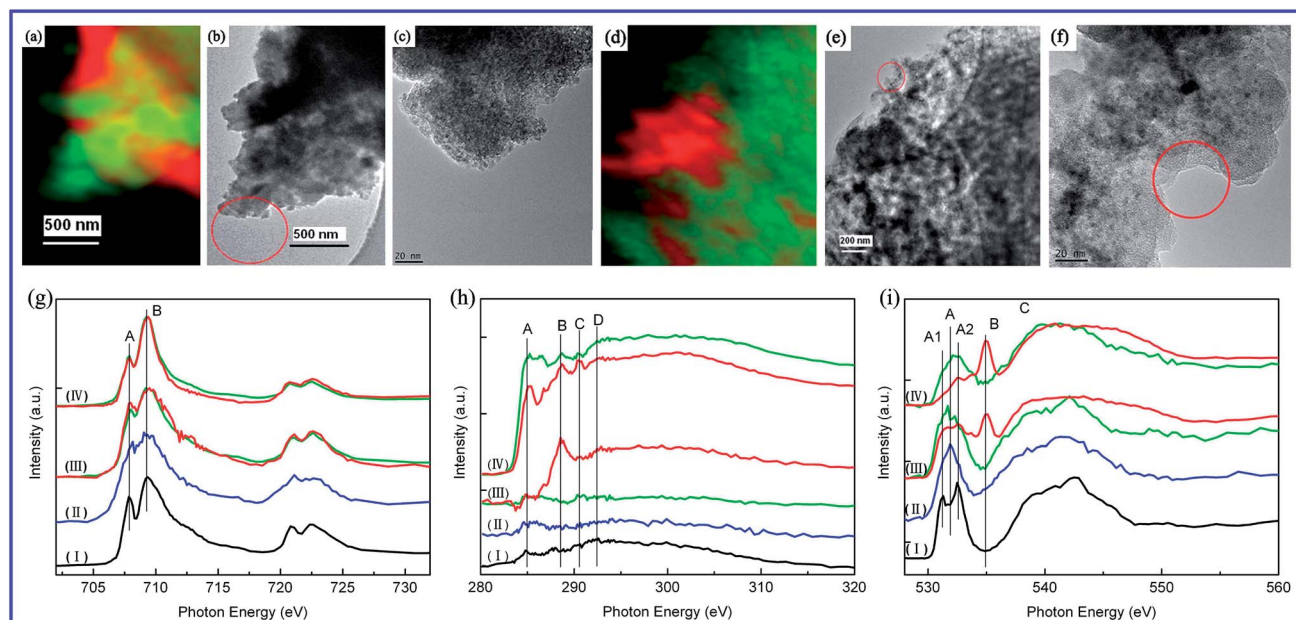 (a)
500 nm
(b)
500 nm
(c)
20 nm
(d)
(e)
200 nm
(f)
20 nm
(g)
A
B
(IV)
(III)
(II)
(I)
Intensity (a.u.)
705 710 715 720 725 730
Photon Energy (eV)
(h)
A
B
C
D
(IV)
(III)
(II)
(I)
Intensity (a.u.)
280 290 300 310 320
Photon Energy (eV)
(i)
A
A1
A2
B
C
(IV)
(III)
(II)
(I)
Intensity (a.u.)
530 540 550 560
Photon Energy (eV)